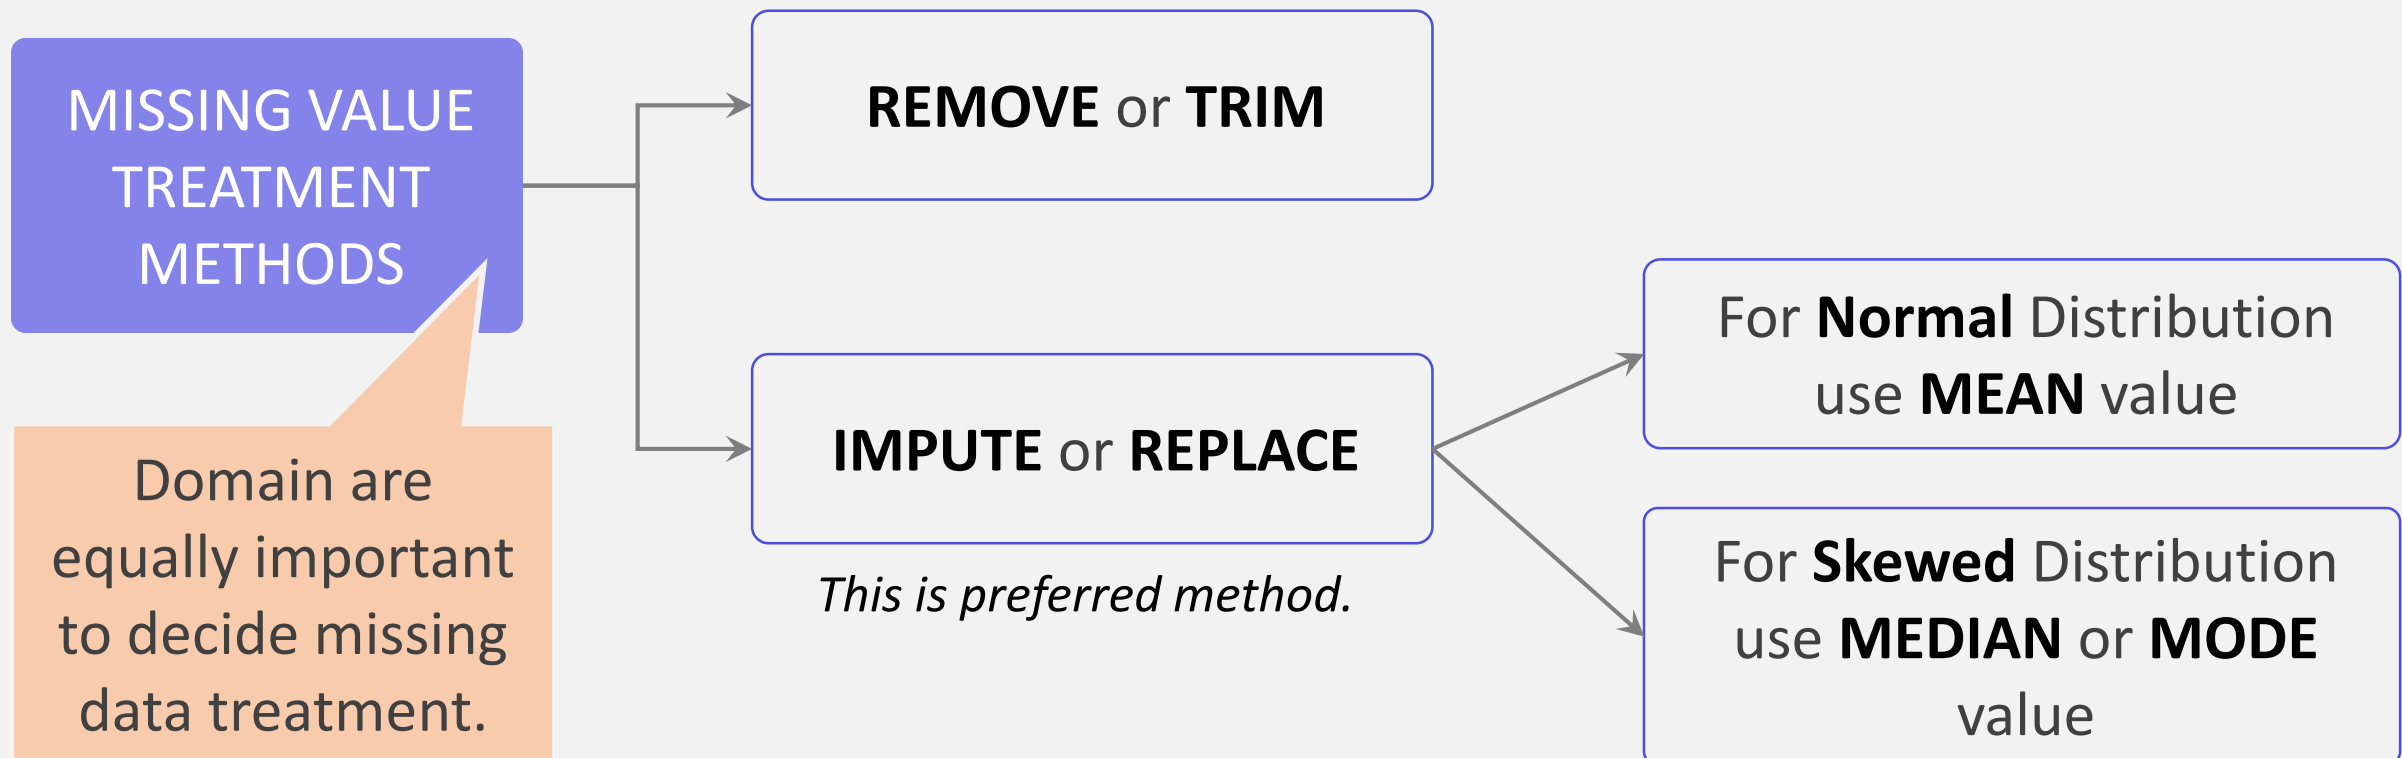 MISSING VALUE
TREATMENT
METHODS
REMOVE or TRIM
IMPUTE or REPLACE
This is preferred method.
For Normal Distribution
use MEAN value
For Skewed Distribution
use MEDIAN or MODE
value
Domain are
equally important
to decide missing
data treatment.